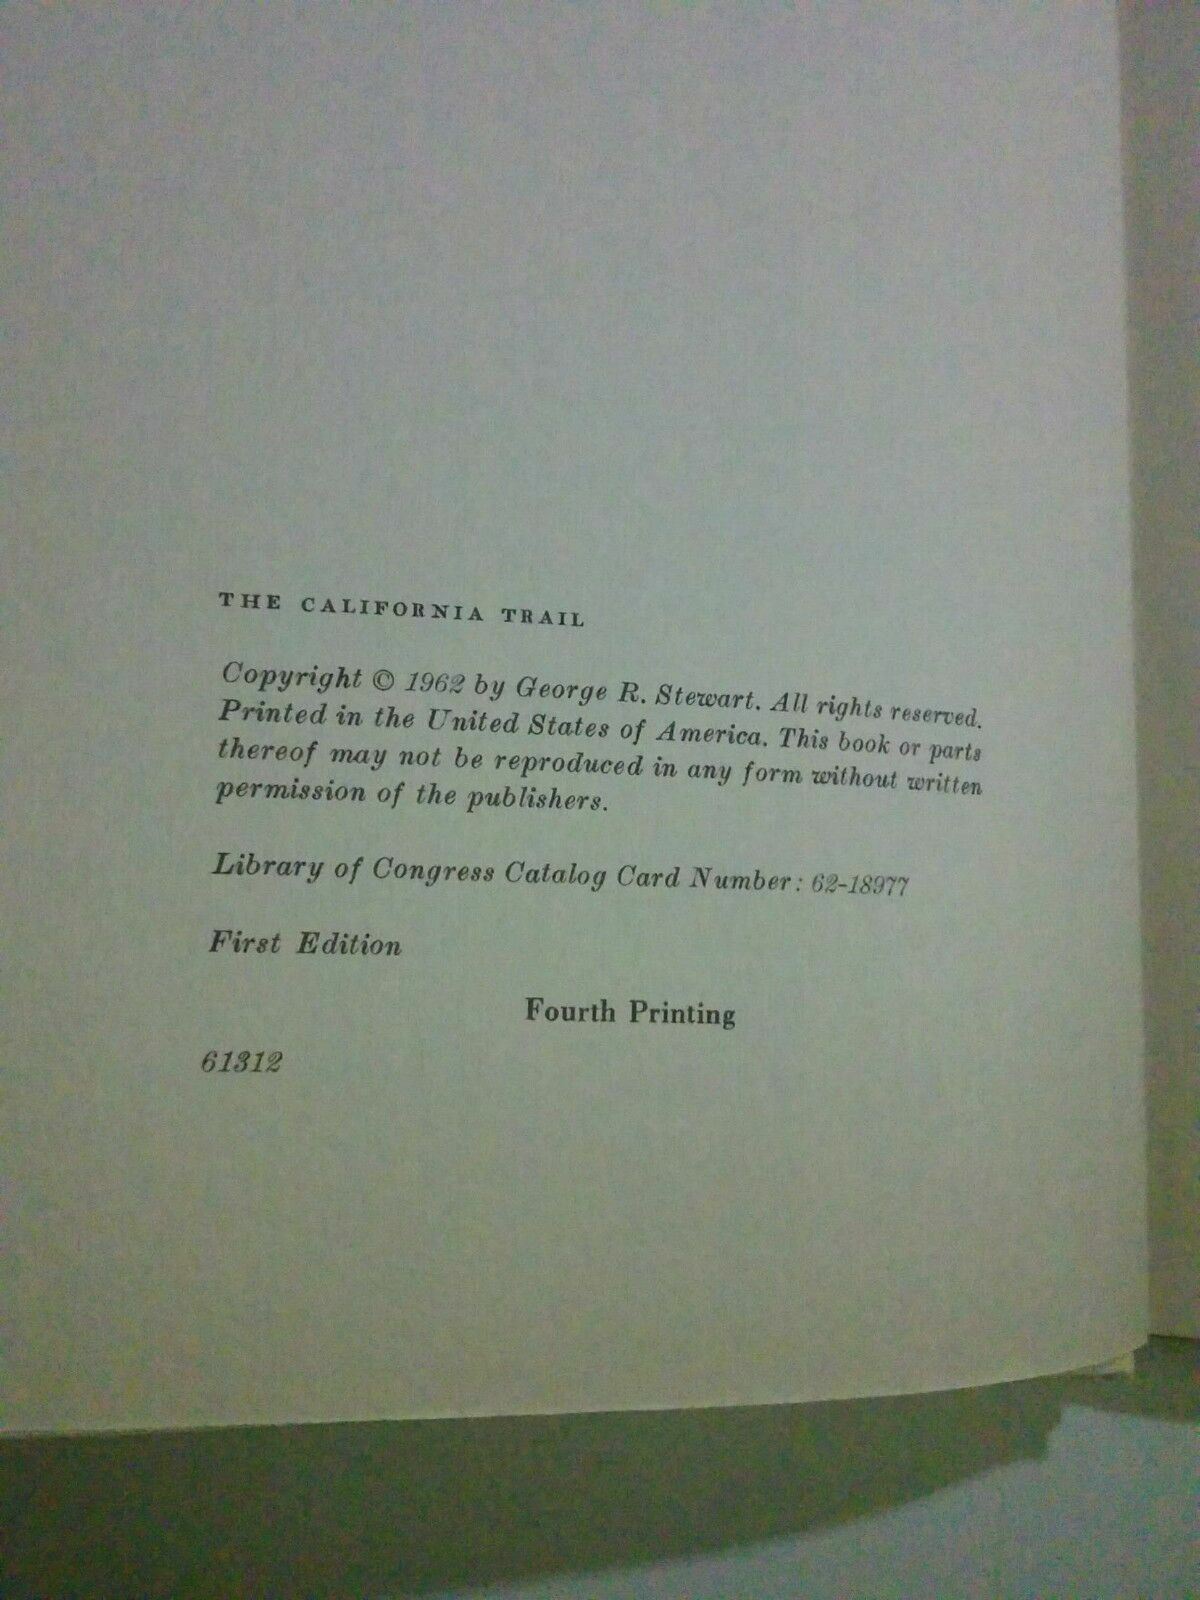 THE CALIFORNIA TRAIL
Copyright © 1962 by George R. Stewart. All rights reserved.
Printed in the United States of America. This book or parts
thereof may not be reproduced in any form without written
permission of the publishers.
Library of Congress Catalog Card Number: 62-18977
First Edition
Fourth Printing
61312